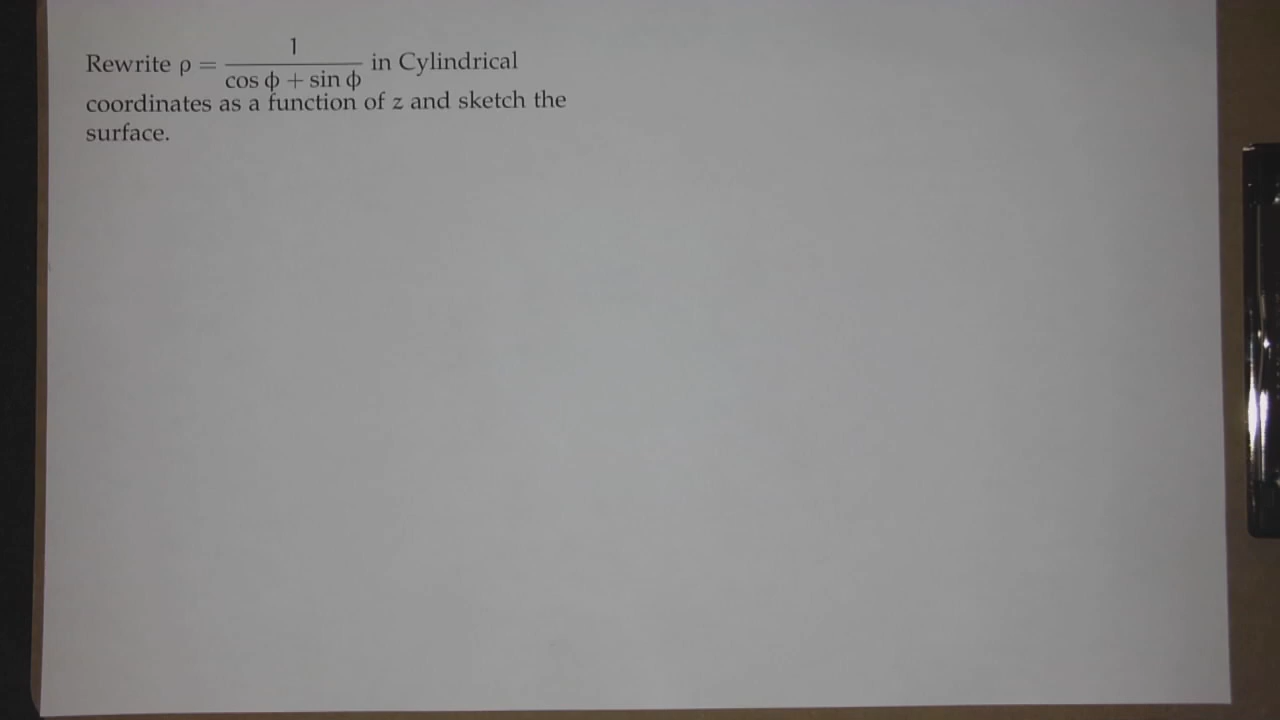 Rewrite ρ = 1 / (cos ϕ + sin ϕ) in Cylindrical
coordinates as a function of z and sketch the
surface.